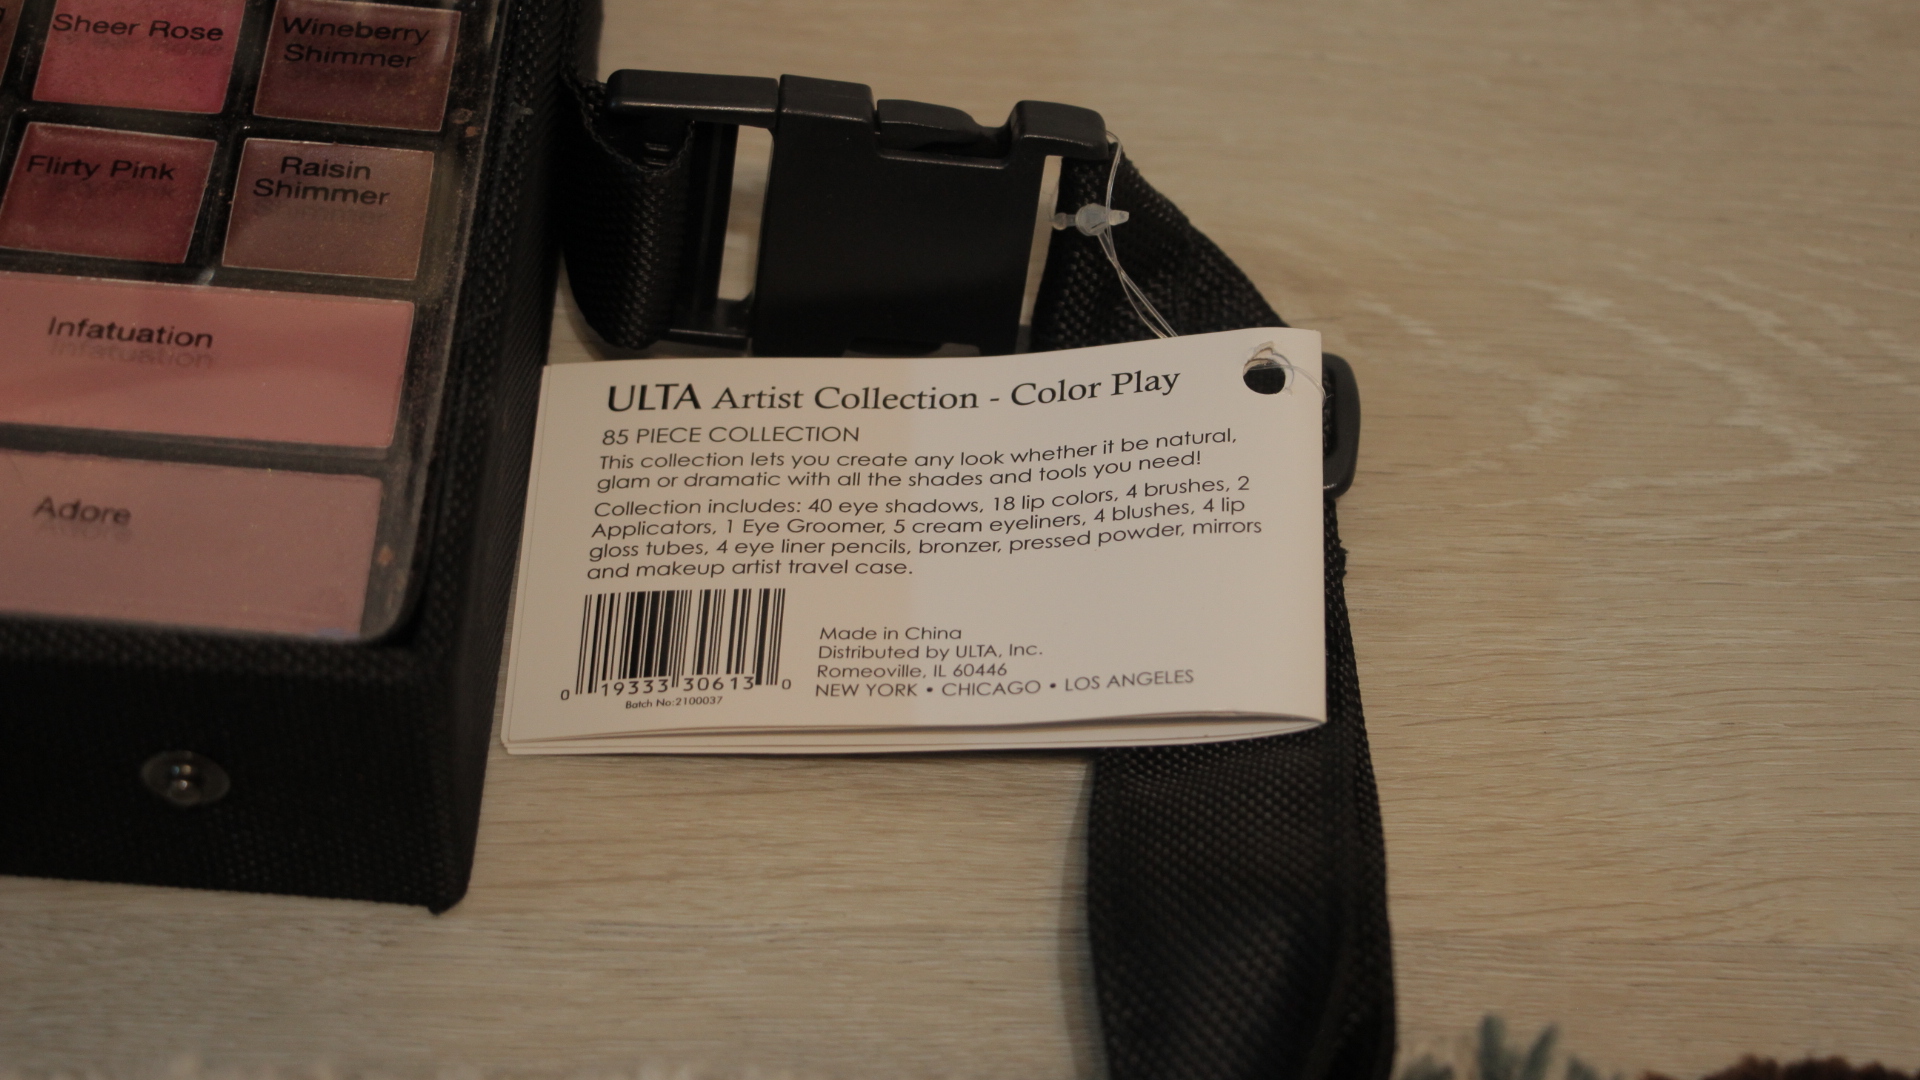 Sheer Rose
Wineberry
Shimmer
Flirty Pink
Raisin
Shimmer
Infatuation
Adore
ULTA Artist Collection - Color Play
85 PIECE COLLECTION
This collection lets you create any look whether it be natural,
glam or dramatic with all the shades and tools you need!
Collection includes: 40 eye shadows, 18 lip colors, 4 brushes, 2
Applicators, 1 Eye Groomer, 5 cream eyeliners, 4 blushes, 4 lip
gloss tubes, 4 eye liner pencils, bronzer, pressed powder, mirrors
and makeup artist travel case.
0 19333 30613 0
Batch No:2100037
Made in China
Distributed by ULTA, Inc.
Romeoville, IL 60446
NEW YORK • CHICAGO • LOS ANGELES